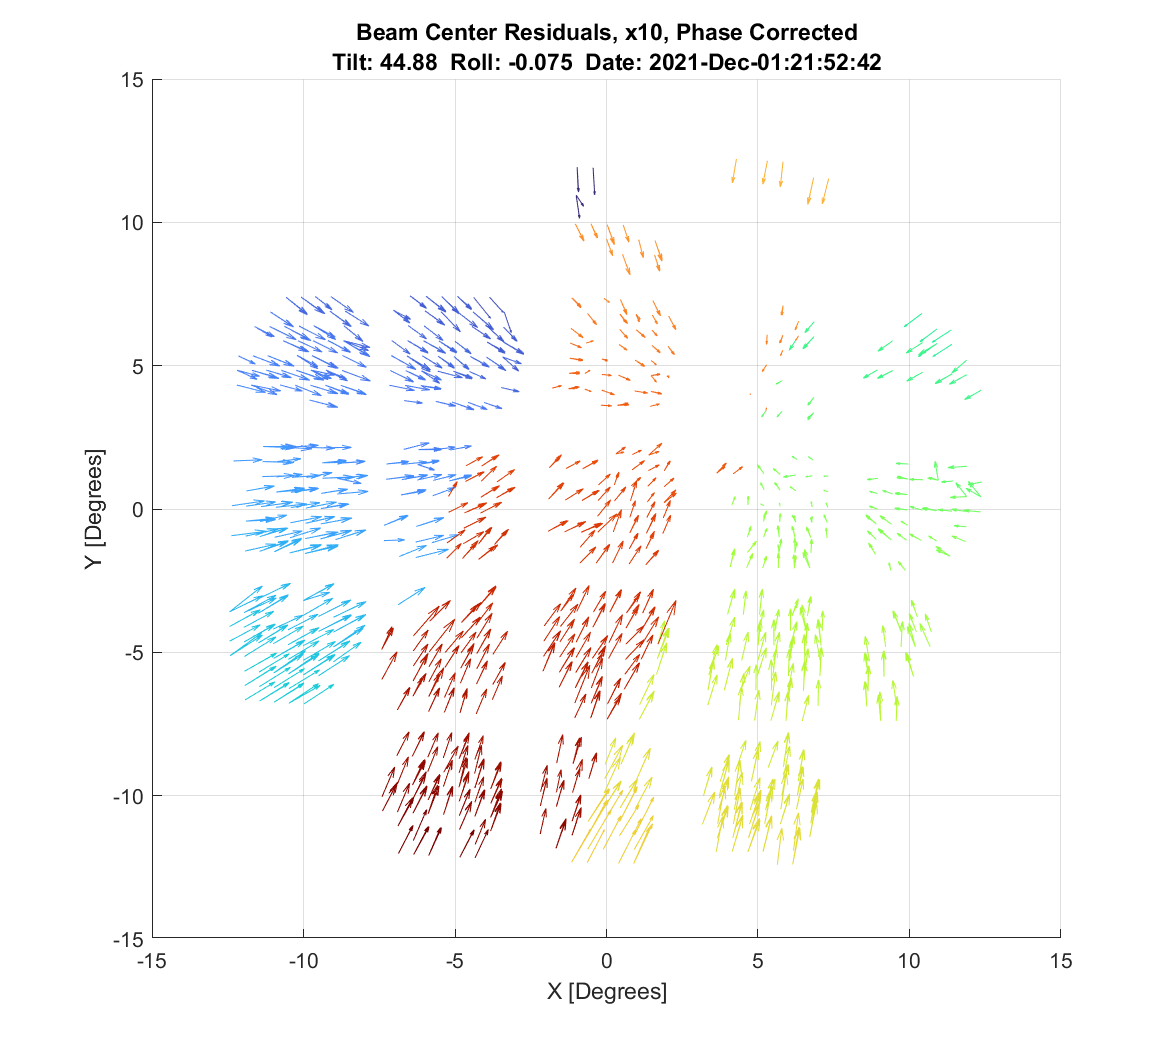 Beam Center Residuals, x10, Phase Corrected
Tilt: 44.88 Roll: -0.075 Date: 2021-Dec-01:21:52:42
15
10
5
0
-5
-10
-15
Y [Degrees]
-15 -10 -5 0 5 10 15
X [Degrees]